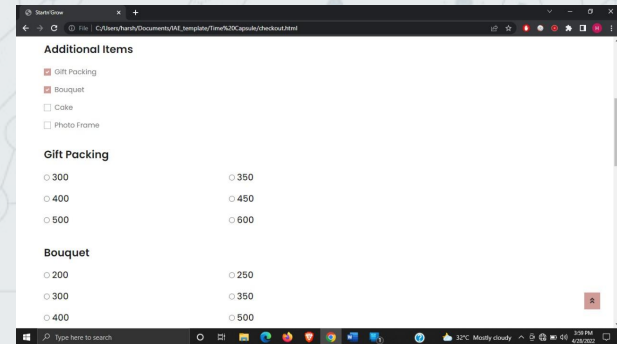 Startn'Grow
File | C:/Users/harsh/Documents/IAE_template/Time%20Capsule/checkout.html
H
Additional Items
Gift Packing
Bouquet
Cake
Photo Frame
Gift Packing
300 350
400 450
500 600
Bouquet
200 250
300 350
400 500
Type here to search
32°C Mostly cloudy
3:59 PM
4/28/2022